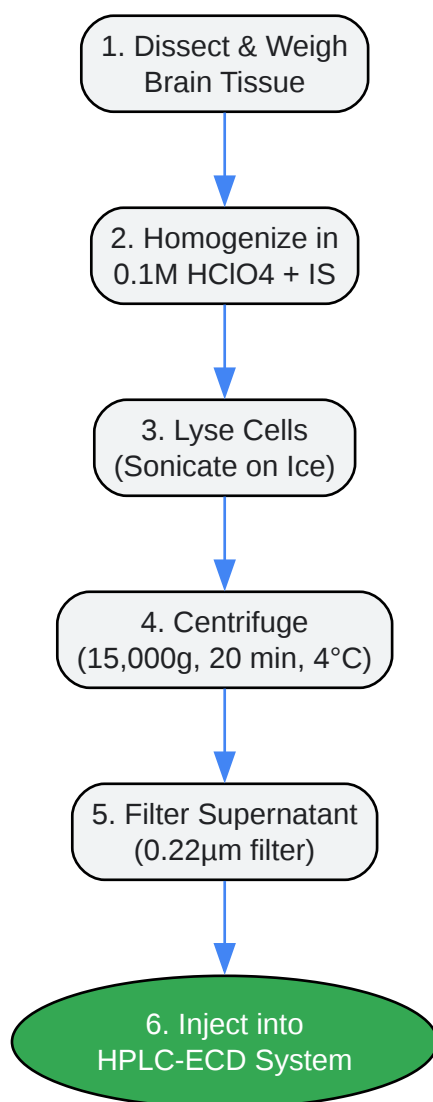 1. Dissect & Weigh
Brain Tissue
2. Homogenize in
0.1M HClO4 + IS
3. Lyse Cells
(Sonicate on Ice)
4. Centrifuge
(15,000g, 20 min, 4°C)
5. Filter Supernatant
(0.22µm filter)
6. Inject into
HPLC-ECD System